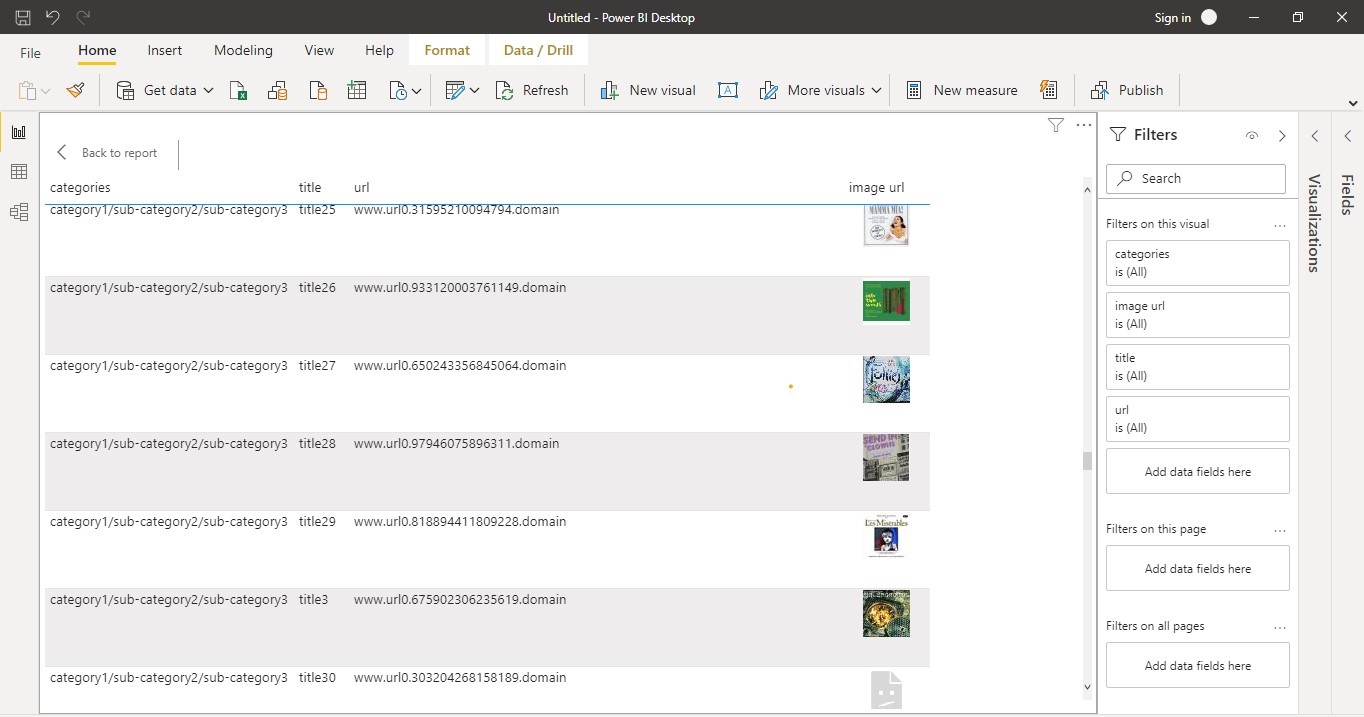 Untitled - Power BI Desktop
Sign in
File
Home
Insert
Modeling
View
Help
Format
Data / Drill
Get data
Refresh
New visual
More visuals
New measure
Publish
Back to report
categories title url image url
category1/sub-category2/sub-category3 title25 www.url0.31595210094794.domain
MAMMA MIA!
category1/sub-category2/sub-category3 title26 www.url0.933120003761149.domain
category1/sub-category2/sub-category3 title27 www.url0.650243356845064.domain
category1/sub-category2/sub-category3 title28 www.url0.97946075896311.domain
SEND IN
CLOWNS
category1/sub-category2/sub-category3 title29 www.url0.818894411809228.domain
Les Misérables
category1/sub-category2/sub-category3 title3 www.url0.675902306235619.domain
category1/sub-category2/sub-category3 title30 www.url0.303204268158189.domain
Filters
Search
Filters on this visual
categories
is (All)
image url
is (All)
title
is (All)
url
is (All)
Add data fields here
Filters on this page
Add data fields here
Filters on all pages
Add data fields here
Visualizations
Fields